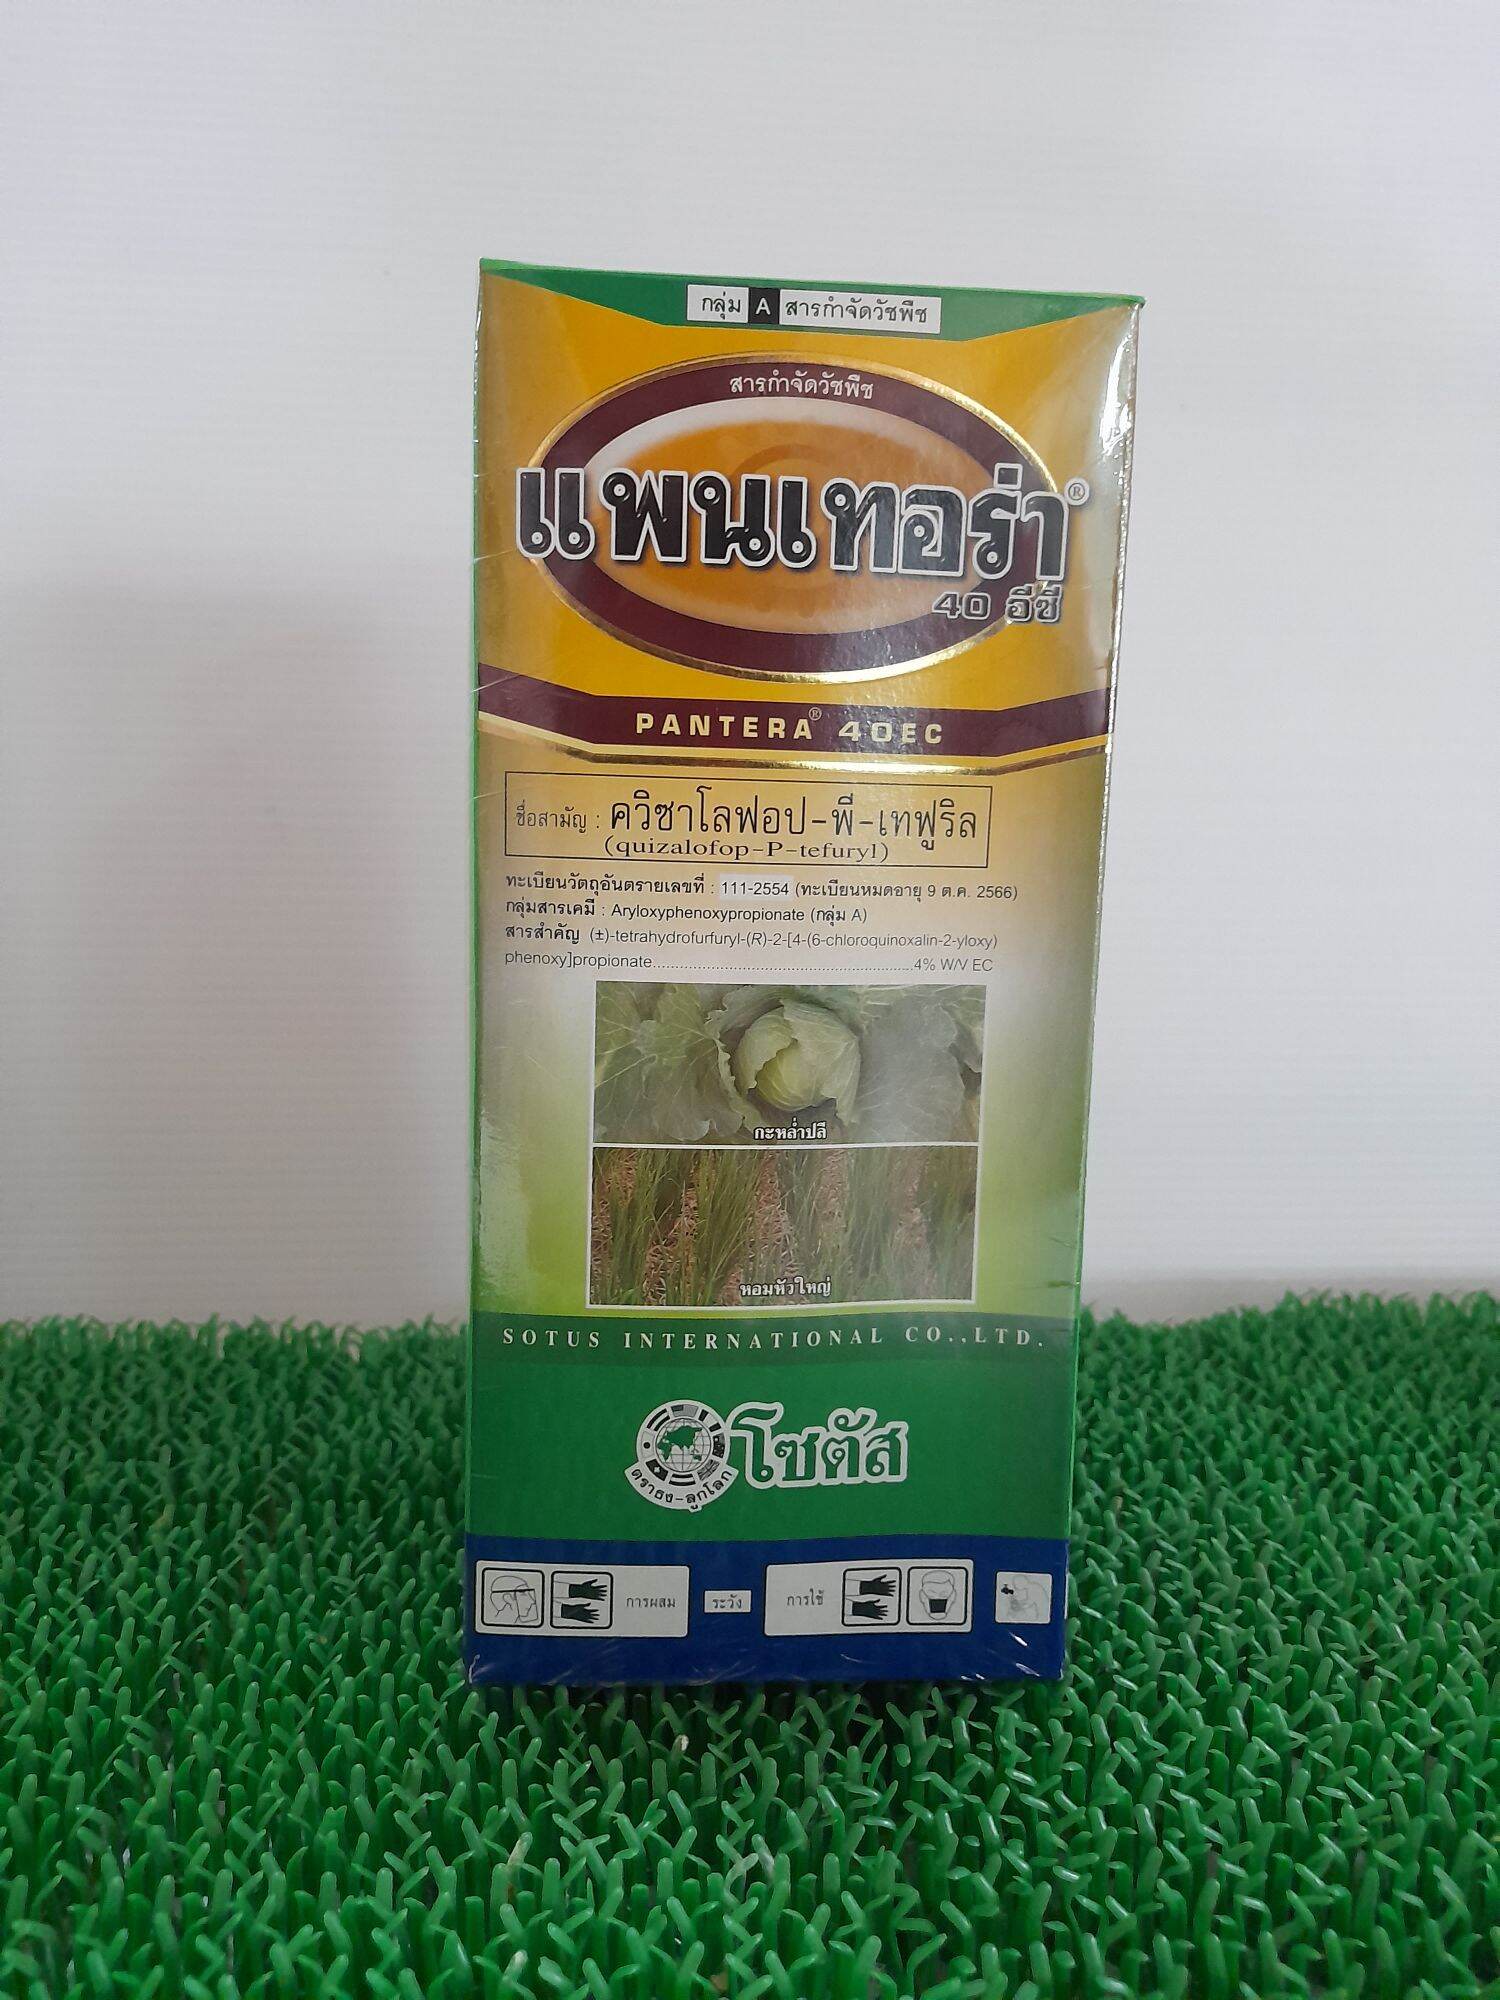 กลุ่ม A สารกำจัดวัชพืช
สารกำจัดวัชพืช
แพนเทอร่า®
40 อีซี
PANTERA® 40EC
ชื่อสามัญ : ควิซาโลฟอป-พี-เทฟูริล
(quizalofop-P-tefuryl)
ทะเบียนวัตถุอันตรายเลขที่ : 111-2554 (ทะเบียนหมดอายุ 9 ต.ค. 2566)
กลุ่มสารเคมี : Aryloxyphenoxypropionate (กลุ่ม A)
สารสำคัญ (±)-tetrahydrofurfuryl-(R)-2-[4-(6-chloroquinoxalin-2-yloxy)
phenoxy]propionate............................................................4% W/V EC
กะหล่ำปลี
หอมหัวใหญ่
SOTUS INTERNATIONAL CO.,LTD.
ตราธง-ลูกโลก
โซตัส
การผสม ระวัง การใช้